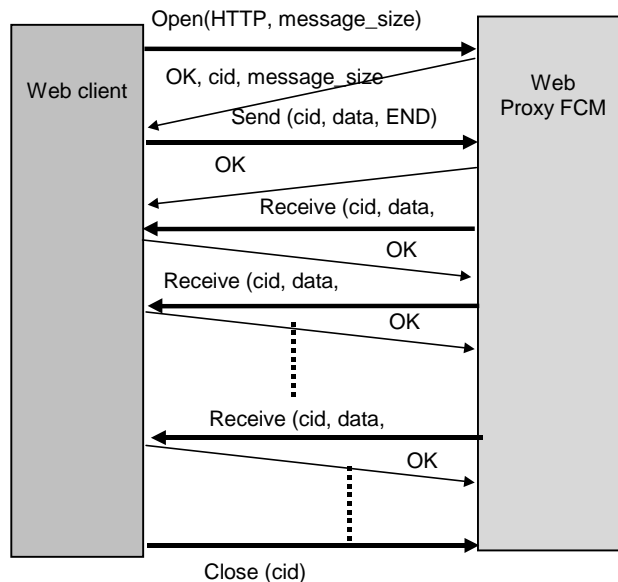 Open(HTTP, message_size)
OK, cid, message_size
Web client
Web
Proxy FCM
Send (cid, data, END)
OK
Receive (cid, data,
OK
Receive (cid, data,
OK
Receive (cid, data,
OK
Close (cid)